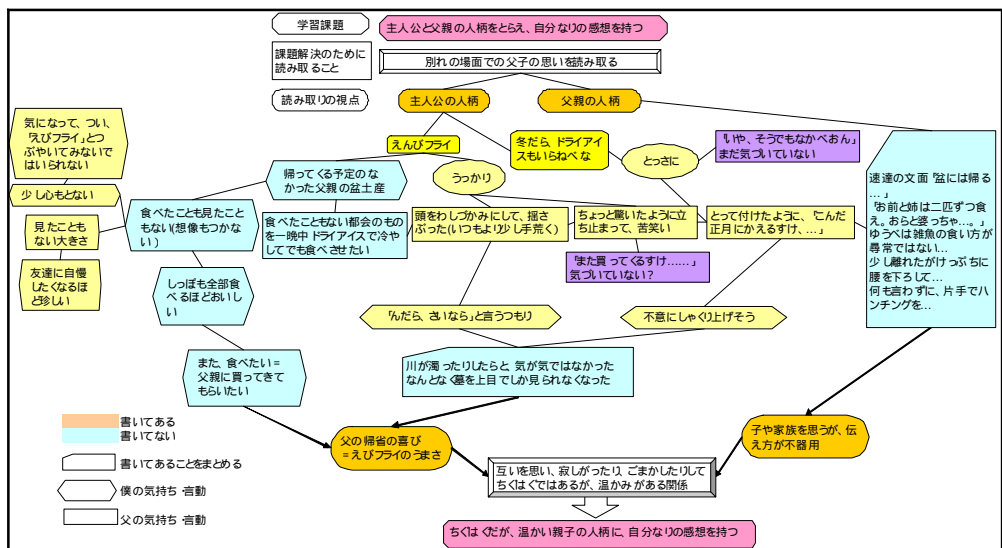 学習課題
主人公と父親の人柄をとらえ、自分なりの感想を持つ
課題解決のために
読み取ること
別れの場面での父子の思いを読み取る
読み取りの視点
主人公の人柄
父親の人柄
気になって、つい、
「えびフライ」とつ
ぶやいてみないで
はいられない
えんびフライ
冬だら、ドライアイ
スもいらねべな
とっさに
「いや、そうでもなかべおん」
まだ気づいていない
帰ってくる予定のな
かった父親の盆土産
うっかり
速達の文面「盆には帰る
…」
「お前と姉は二匹ずつ食
え。おらと婆っちゃ…。」
ゆうべは雑魚の食い方が
尋常ではない…
少し離れたがけっぷちに
腰を下ろして…
何も言わずに、片手でハ
ンチングを…
少し心もとない
食べたことも見たこと
もない(想像もつかない)
食べたこともない都会のもの
を一晩中ドライアイスで冷や
してでも食べさせたい
頭をわしづかみにして、揺さ
ぶった(いつもより少し手荒く)
ちょっと驚いたように立
ち止まって、苦笑い
とって付けたように、「こんだ
正月にかえるすけ、…」
見たことも
ない大きさ
「また買ってくるすけ……」
気づいていない?
友達に自慢
したくなるほ
ど珍しい
しっぽも全部食
べるほどおいし
い
「んだら、さいなら」と言うつもり
不意にしゃくり上げそう
また、食べたい=
父親に買ってきて
もらいたい
川が濁ったりしたらと、気が気ではなかった
なんとなく墓を上目でしか見られなくなった
書いてある
書いてない
書いてあることをまとめる
僕の気持ち・言動
父の気持ち・言動
父の帰省の喜び
=えびフライのうまさ
子や家族を思うが、伝
え方が不器用
互いを思い、寂しがったり、ごまかしたりして
ちぐはぐではあるが、温かみがある関係
ちぐはぐだが、温かい親子の人柄に、自分なりの感想を持つ